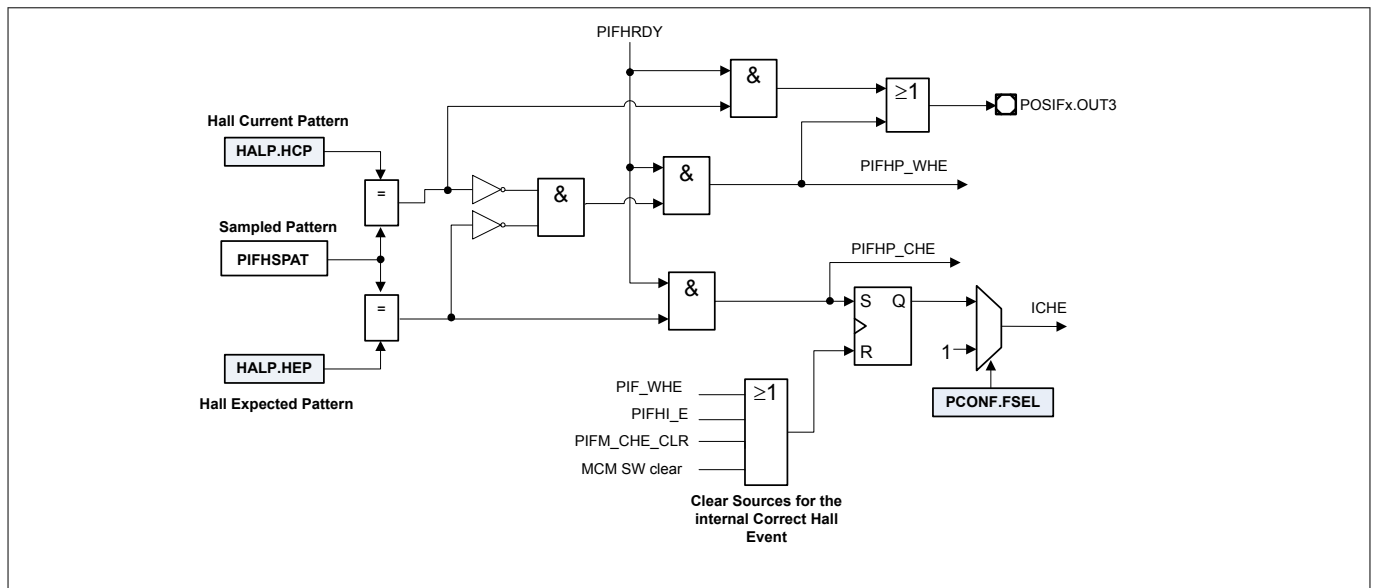 PIFHRDY
&
≥1
POSIFx.OUT3
Hall Current Pattern
HALP.HCP
=
&
&
PIFHP_WHE
Sampled Pattern
PIFHSPAT
=
&
PIFHP_CHE
S Q
R
ICHE
1
HALP.HEP
Hall Expected Pattern
PCONF.FSEL
PIF_WHE
PIFHI_E
PIFM_CHE_CLR
MCM SW clear
≥1
Clear Sources for the
internal Correct Hall
Event